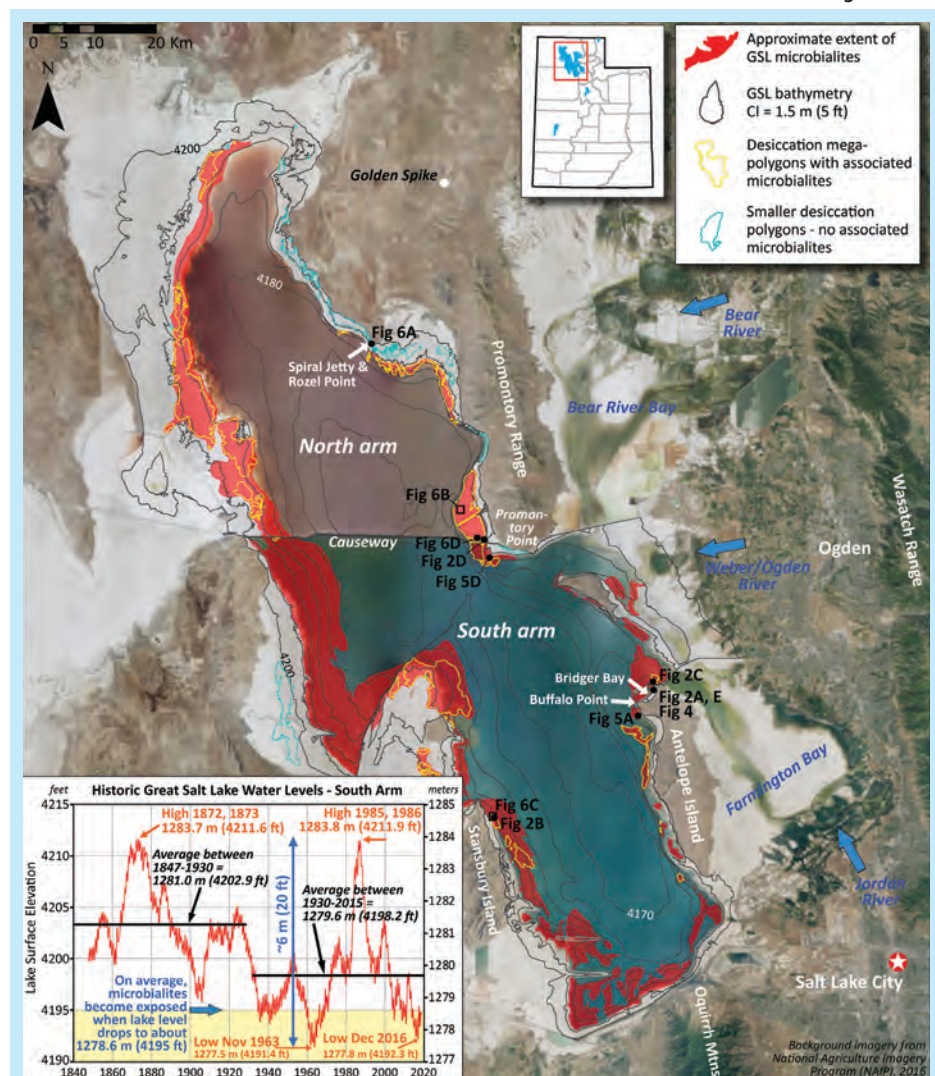 0 5 10 20 Km
N
Approximate extent of
GSL microbialites
GSL bathymetry
CI = 1.5 m (5 ft)
Desiccation mega-
polygons with associated
microbialites
Smaller desiccation
polygons - no associated
microbialites
4200
Golden Spike
4180
Fig 6A
Spiral Jetty &
Rozel Point
Promontory Range
Bear
River
Bear River Bay
North arm
Wasatch Range
Fig 6B
Promon-
tory
Point
Causeway
Fig 6D
Fig 2D
Fig 5D
Ogden
Weber/Ogden
River
South arm
4200
Bridger Bay
Fig 2C
Buffalo Point
Fig 2A, E
Fig 4
Fig 5A
Antelope Island
Farmington Bay
Fig 6C
Fig 2B
Stansbury Island
Jordan
River
4170
Salt Lake City
Oquirrh Mtns
Background imagery from
National Agriculture Imagery
Program (NAIP), 2016
feet Historic Great Salt Lake Water Levels - South Arm meters
Lake Surface Elevation
4215
4210
4205
4200
4195
4190
1285
1284
1283
1282
1281
1280
1279
1278
1277
High 1872, 1873
1283.7 m (4211.6 ft)
High 1985, 1986
1283.8 m (4211.9 ft)
Average between
1847-1930 =
1281.0 m (4202.9 ft)
~6 m (20 ft)
Average between
1930-2015 =
1279.6 m (4198.2 ft)
On average,
microbialites
become exposed
when lake level
drops to about
1278.6 m (4195 ft)
Low Nov 1963
1277.5 m (4191.4 ft)
Low Dec 2016
1277.8 m (4192.3 ft)
1840 1860 1880 1900 1920 1940 1960 1980 2000 2020